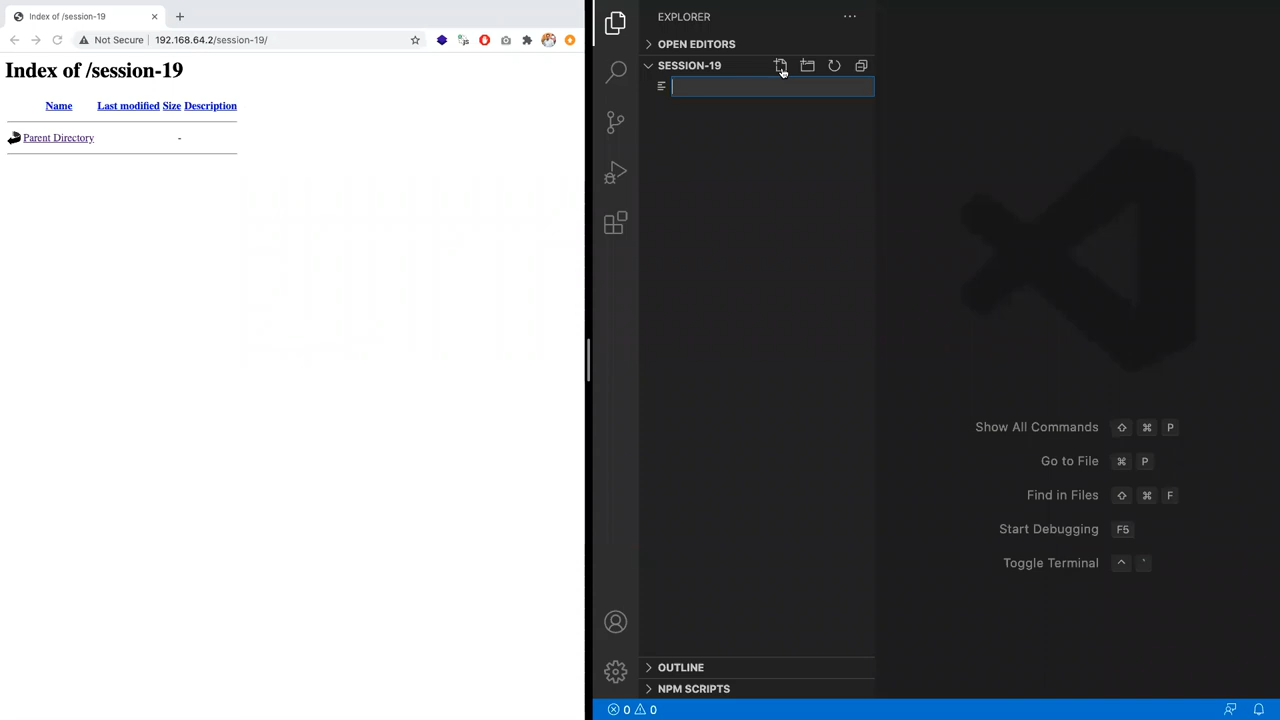 Index of /session-19
Not Secure
192.168.64.2/session-19/
Index of /session-19
Name Last modified Size Description
Parent Directory -
EXPLORER
OPEN EDITORS
SESSION-19
Show All Commands ⇧ ⌘ P
Go to File ⌘ P
Find in Files ⇧ ⌘ F
Start Debugging F5
Toggle Terminal ^ `
OUTLINE
NPM SCRIPTS
0 0